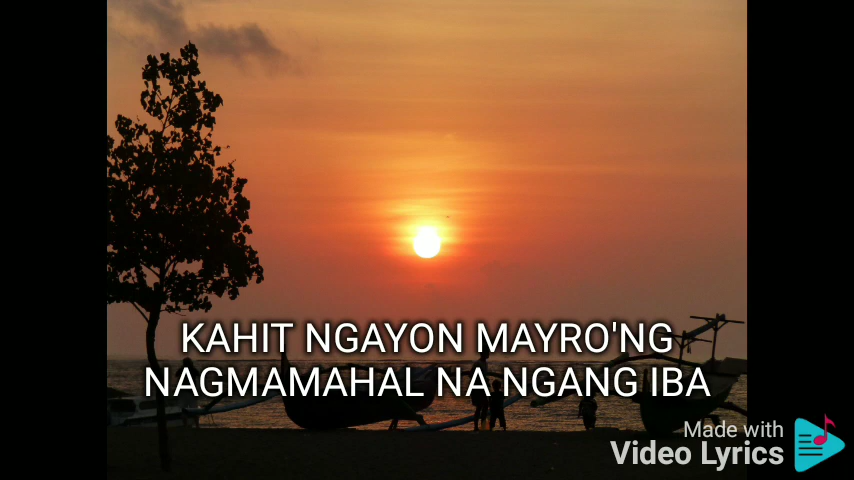 KAHIT NGAYON MAYRO'NG
NAGMAMAHAL NA NGANG IBA
Made with
Video Lyrics